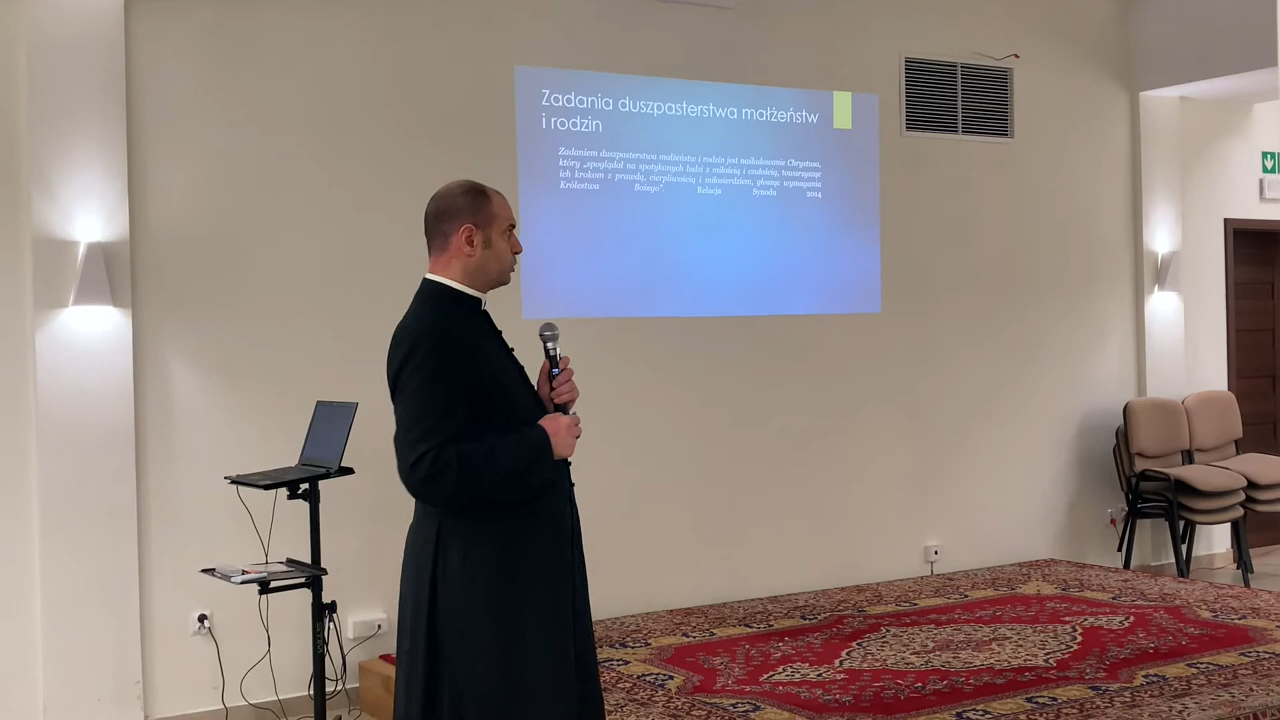 Zadania duszpasterstwa małżeństw
i rodzin
Zadaniem duszpasterstwa małżeństw i rodzin jest naśladowanie Chrystusa,
który „spoglądał na spotykanych ludzi z miłością i czułością, towarzysząc
ich krokom z prawdą, cierpliwością i miłosierdziem, głosząc wymagania
Królestwa Bożego”. Relacja Synodu 2014